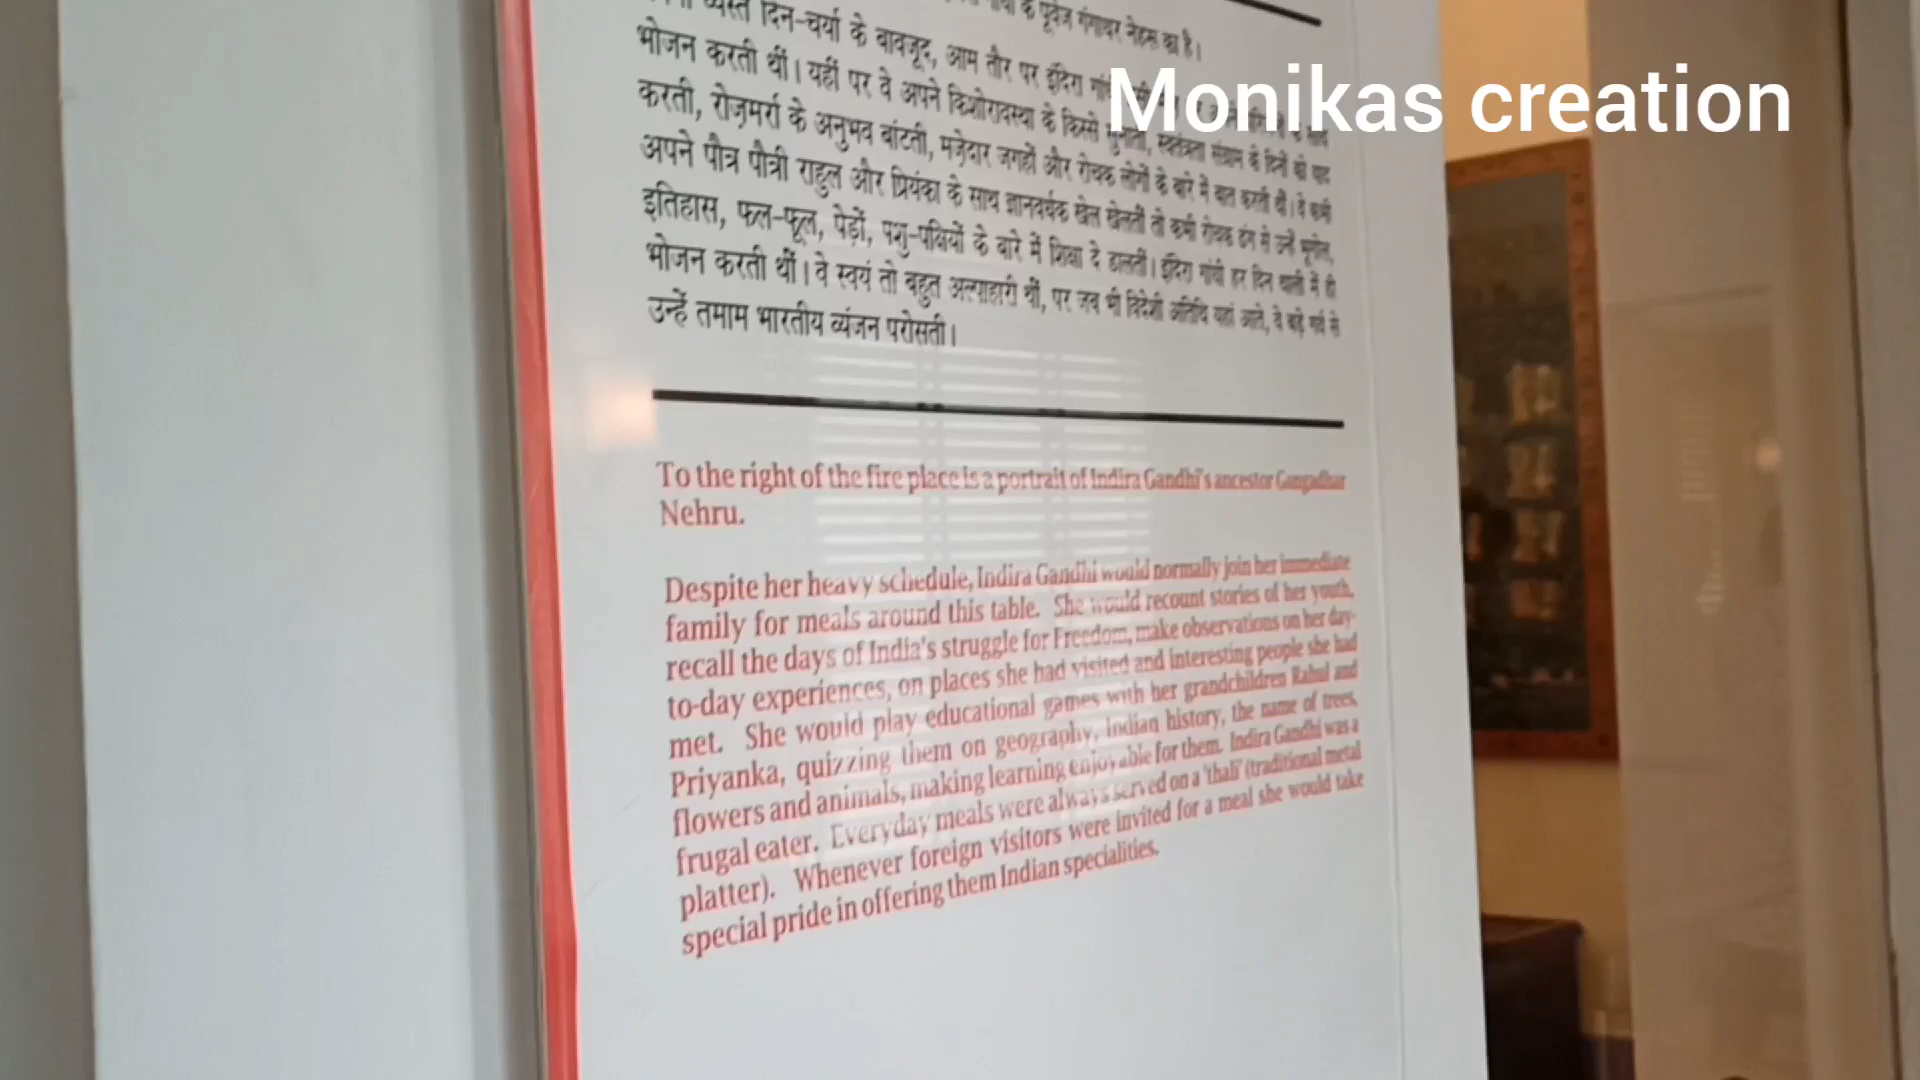 के पूर्वज गंगाधर नेहरू का है।
व्यस्त दिन-चर्या के बावजूद, आम तौर पर इंदिरा
भोजन करती थीं। यहीं पर वे अपने किशोरावस्था के किस्से सुनाती, स्वतंत्रता संग्राम के दिनों को याद
करती, रोज़मर्रा के अनुभव बांटती, मज़ेदार जगहों और रोचक लोगों के बारे में बात करती थीं। वे कभी
अपने पौत्र पौत्री राहुल और प्रियंका के साथ ज्ञानवर्धक खेल खेलतीं तो कभी रोचक ढंग से उन्हें भूगोल,
इतिहास, फल-फूल, पेड़ों, पशु-पक्षियों के बारे में शिक्षा दे डालतीं। इंदिरा गांधी हर दिन थाली में ही
भोजन करती थीं। वे स्वयं तो बहुत अल्पाहारी थीं, पर जब भी विदेशी अतिथि यहां आते, वे बड़े गर्व से
उन्हें तमाम भारतीय व्यंजन परोसती।
Monikas creation
To the right of the fire place is a portrait of Indira Gandhi's ancestor Gangadhar
Nehru.
Despite her heavy schedule, Indira Gandhi would normally join her immediate
family for meals around this table. She would recount stories of her youth,
recall the days of India's struggle for Freedom, make observations on her day-
to-day experiences, on places she had visited and interesting people she had
met. She would play educational games with her grandchildren Rahul and
Priyanka, quizzing them on geography, Indian history, the name of trees,
flowers and animals, making learning enjoyable for them. Indira Gandhi was a
frugal eater. Everyday meals were always served on a 'thali' (traditional metal
platter). Whenever foreign visitors were invited for a meal she would take
special pride in offering them Indian specialities.